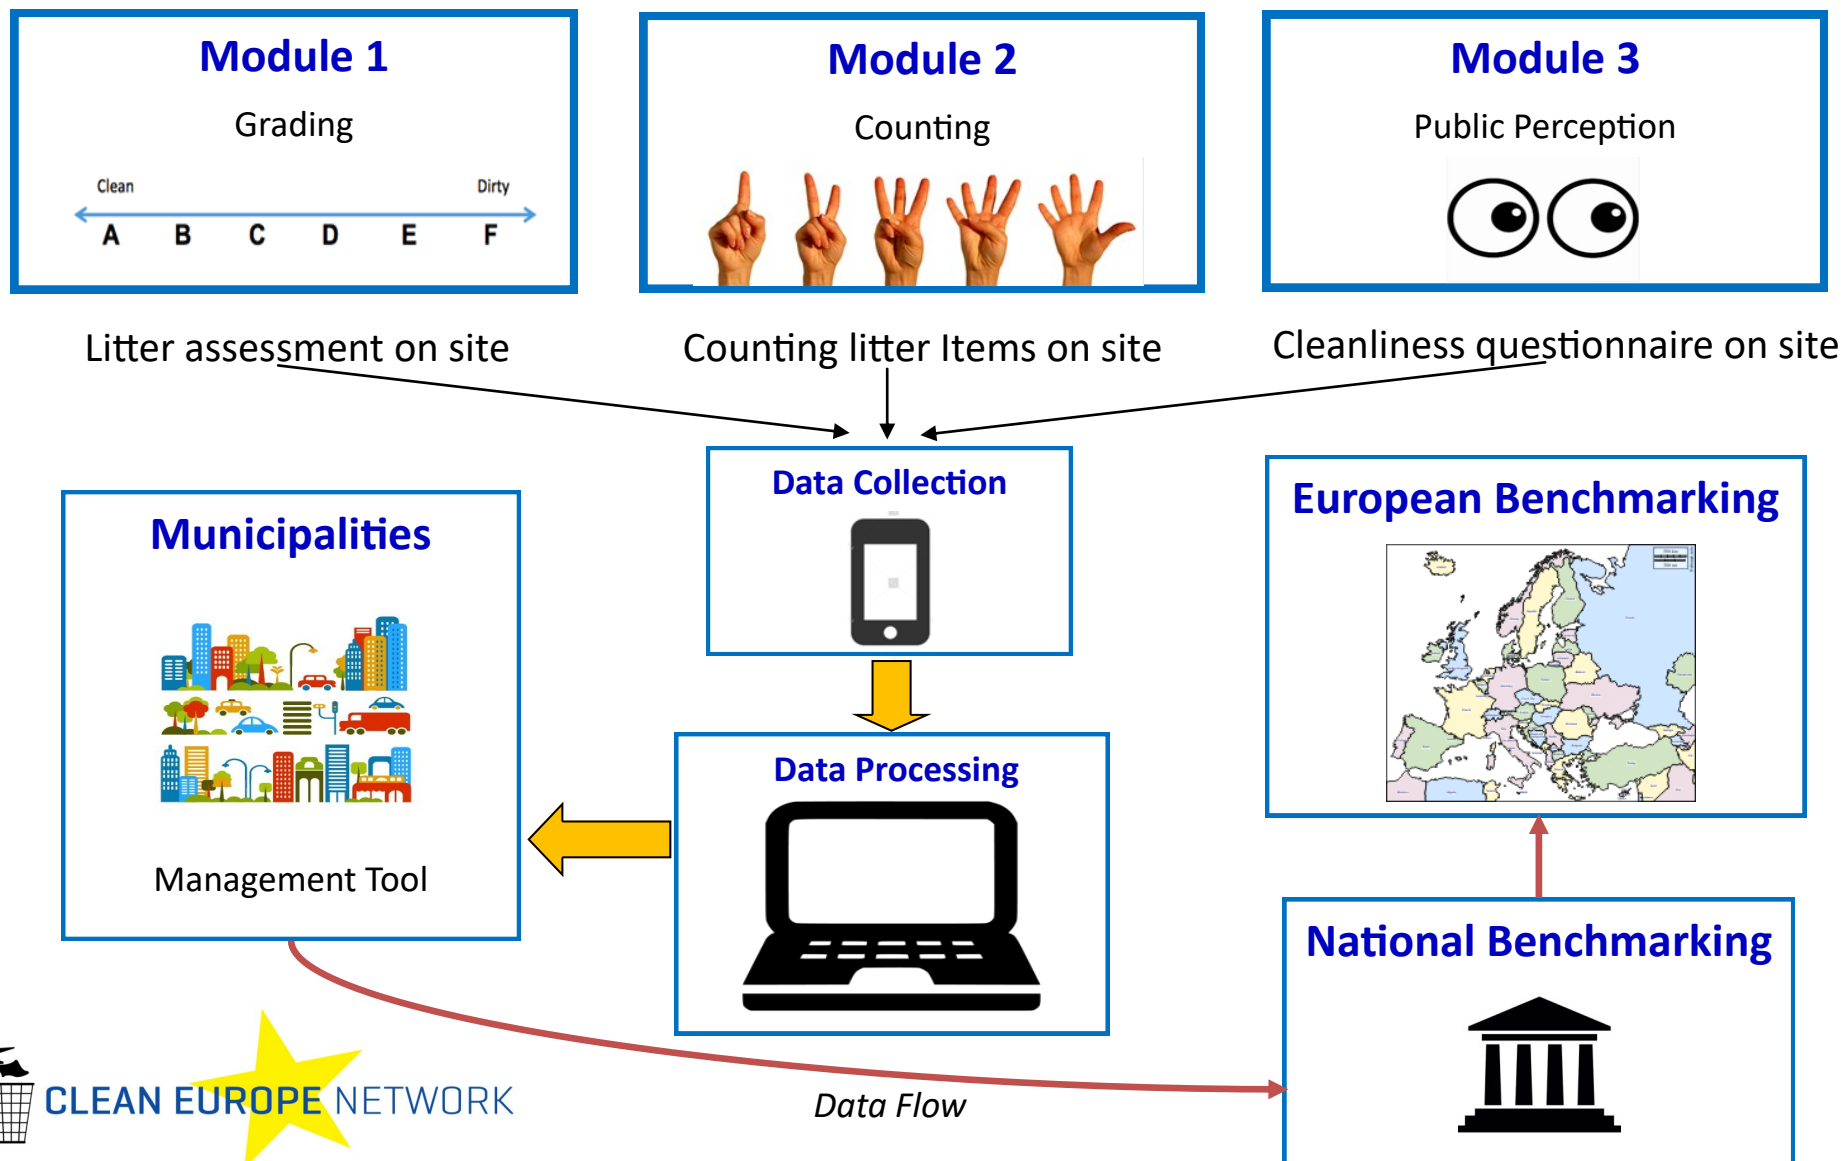 Module 1
Grading
Clean Dirty
A B C D E F
Module 2
Counting
Module 3
Public Perception
Litter assessment on site
Counting litter Items on site
Cleanliness questionnaire on site
Data Collection
Municipalities
Management Tool
Data Processing
European Benchmarking
National Benchmarking
Data Flow
CLEAN EUROPE NETWORK